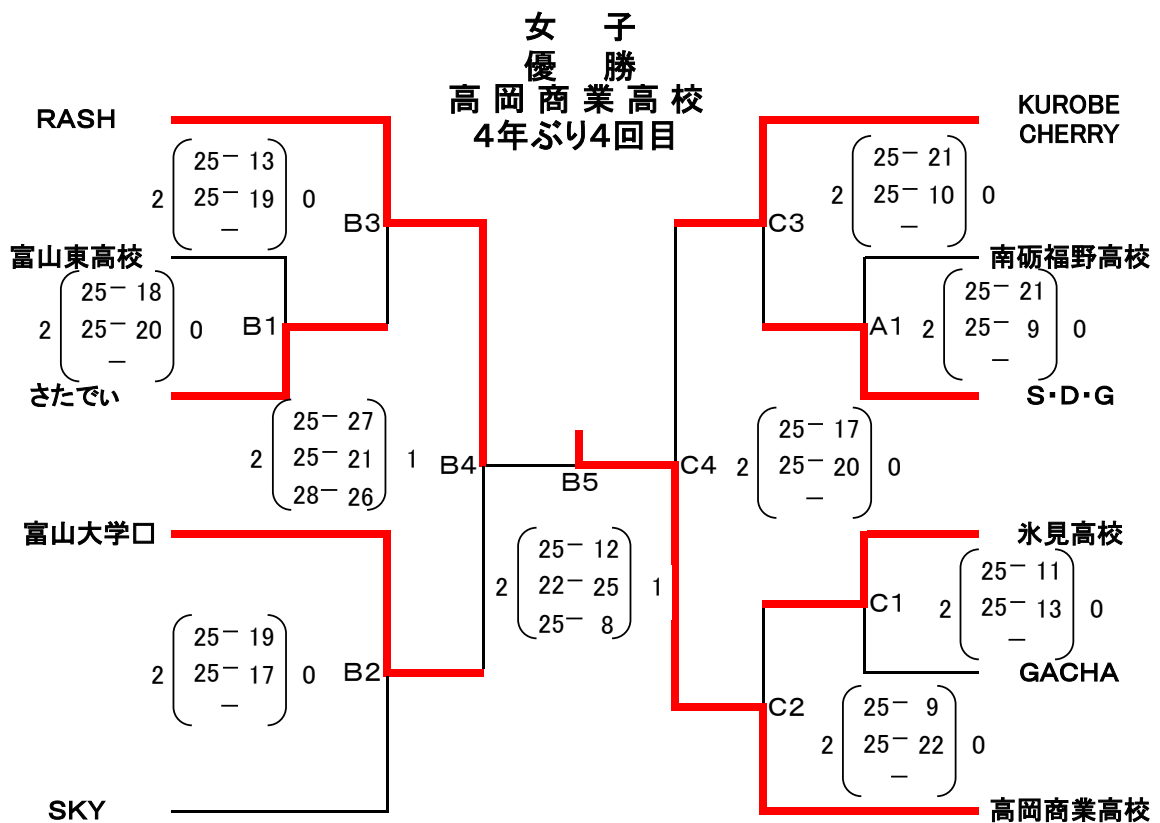 女 子
優 勝
高岡商業高校
4年ぶり4回目
RASH
KUROBE
CHERRY
25－13
2 25－19 0
－
B3
25－21
2 25－10 0
－
C3
富山東高校
南砺福野高校
25－18
2 25－20 0
－
B1
25－21
2 25－9 0
－
A1
さたでぃ
S・D・G
25－27
2 25－21 1
28－26
B4
B5
C4
25－17
2 25－20 0
－
富山大学□
氷見高校
25－12
2 22－25 1
25－8
25－11
2 25－13 0
－
C1
25－19
2 25－17 0
－
B2
GACHA
C2
25－9
2 25－22 0
－
SKY
高岡商業高校